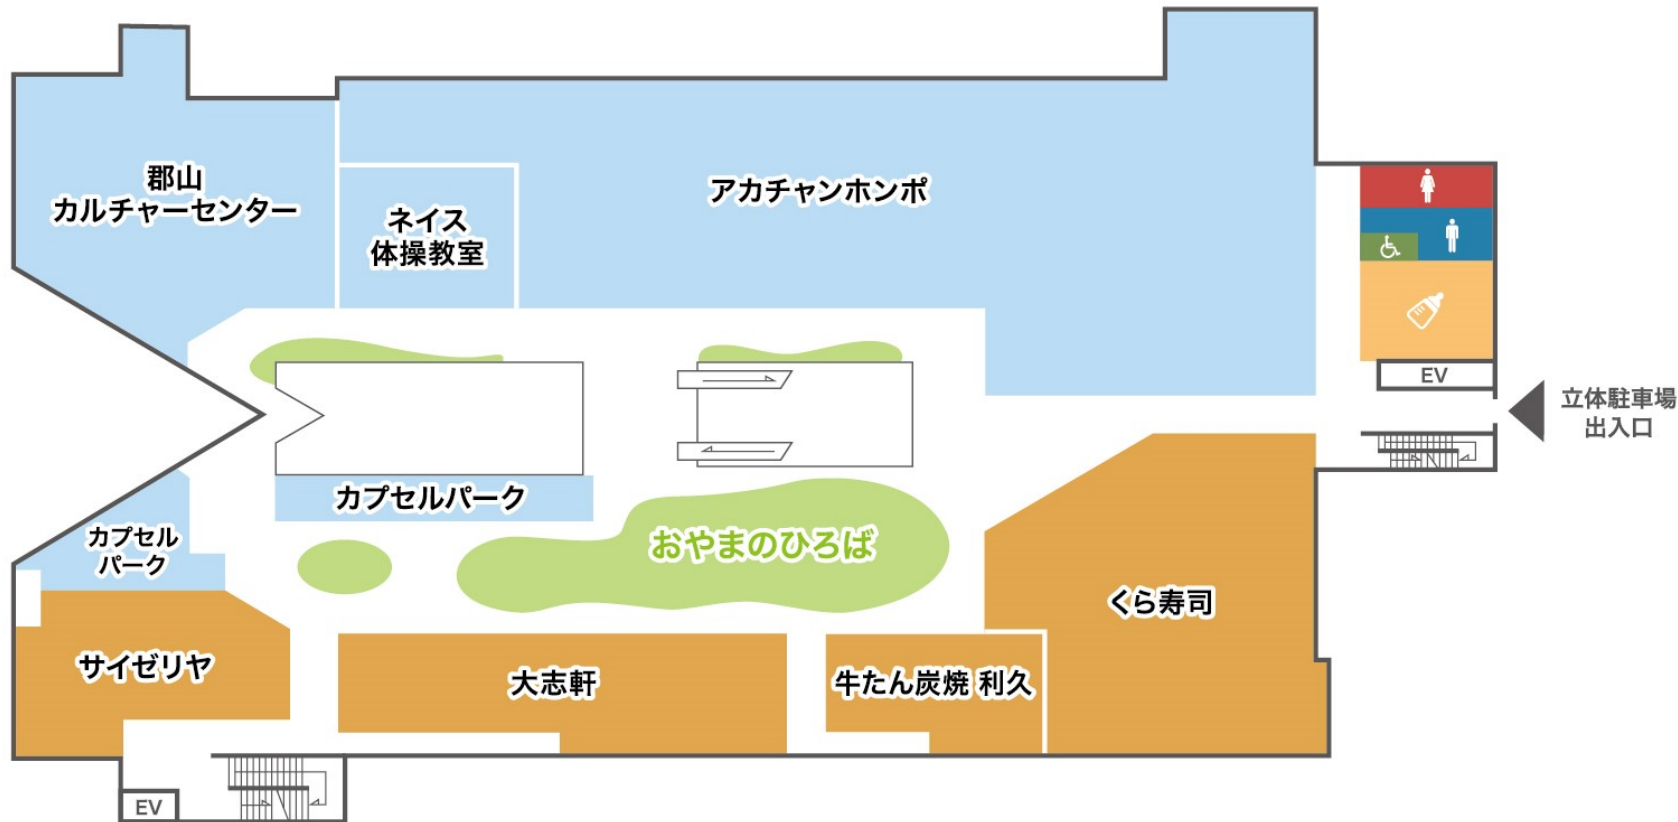 郡山
カルチャーセンター
ネイス
体操教室
アカチャンホンポ
EV
立体駐車場
出入口
カプセルパーク
カプセル
パーク
おやまのひろば
くら寿司
サイゼリヤ
大志軒
牛たん炭焼 利久
EV